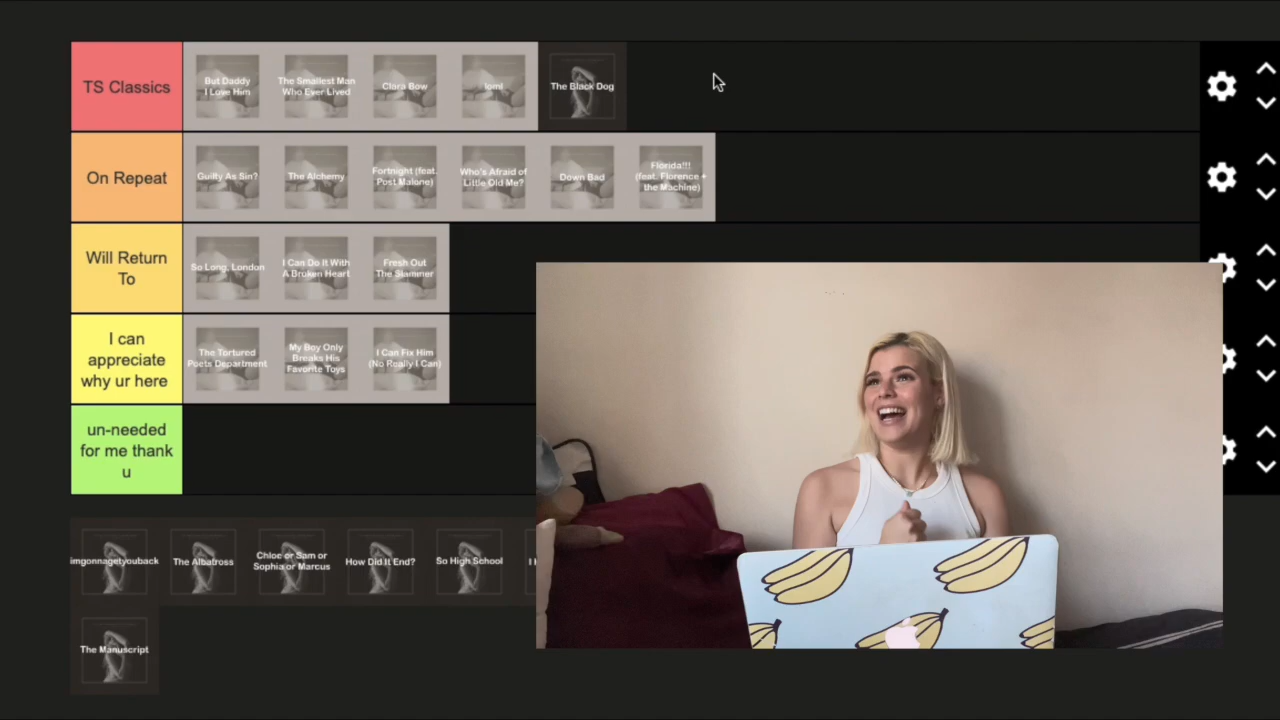 TS Classics
But Daddy
I Love Him
The Smallest Man
Who Ever Lived
Clara Bow
loml
The Black Dog
On Repeat
Guilty As Sin?
The Alchemy
Fortnight (feat.
Post Malone)
Who's Afraid of
Little Old Me?
Down Bad
Florida!!!
(feat. Florence +
the Machine)
Will Return
To
So Long, London
I Can Do It With
A Broken Heart
Fresh Out
The Slammer
I can
appreciate
why ur here
The Tortured
Poets Department
My Boy Only
Breaks His
Favorite Toys
I Can Fix Him
(No Really I Can)
un-needed
for me thank
u
imgonnagetyouback
The Albatross
Chloe or Sam or
Sophia or Marcus
How Did It End?
So High School
The Manuscript